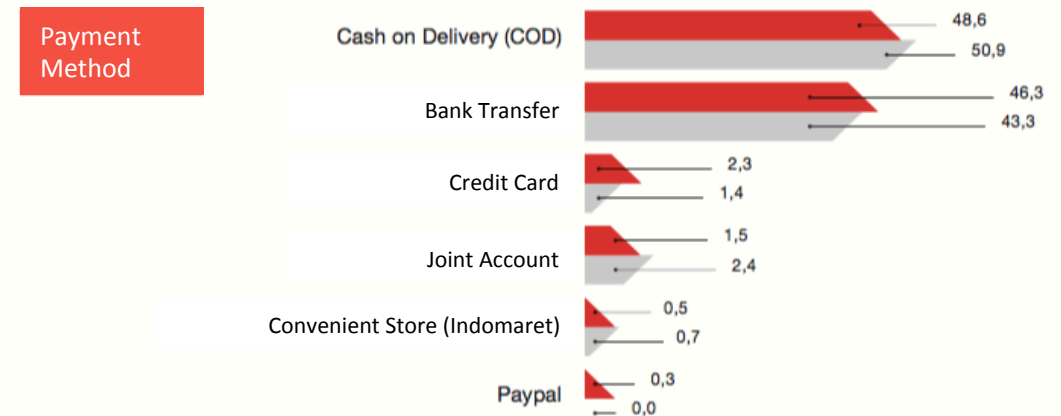 Payment
Method
Cash on Delivery (COD)
48,6
50,9
Bank Transfer
46,3
43,3
Credit Card
2,3
1,4
Joint Account
1,5
2,4
Convenient Store (Indomaret)
0,5
0,7
Paypal
0,3
0,0